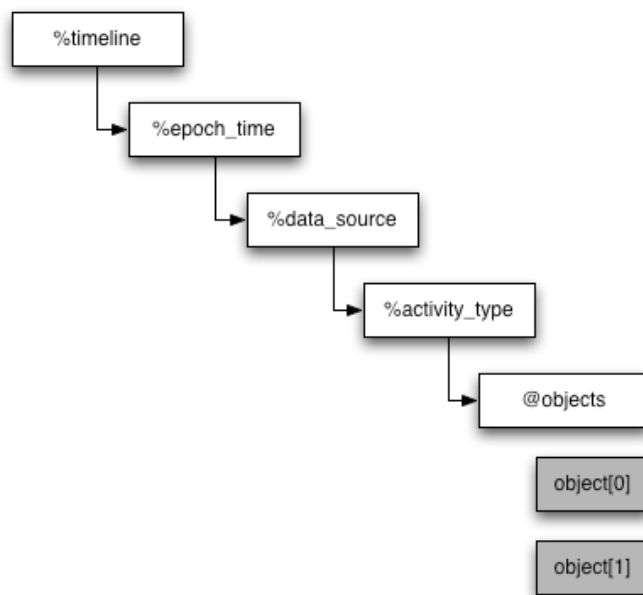 %timeline
%epoch_time
%data_source
%activity_type
@objects
object[0]
object[1]